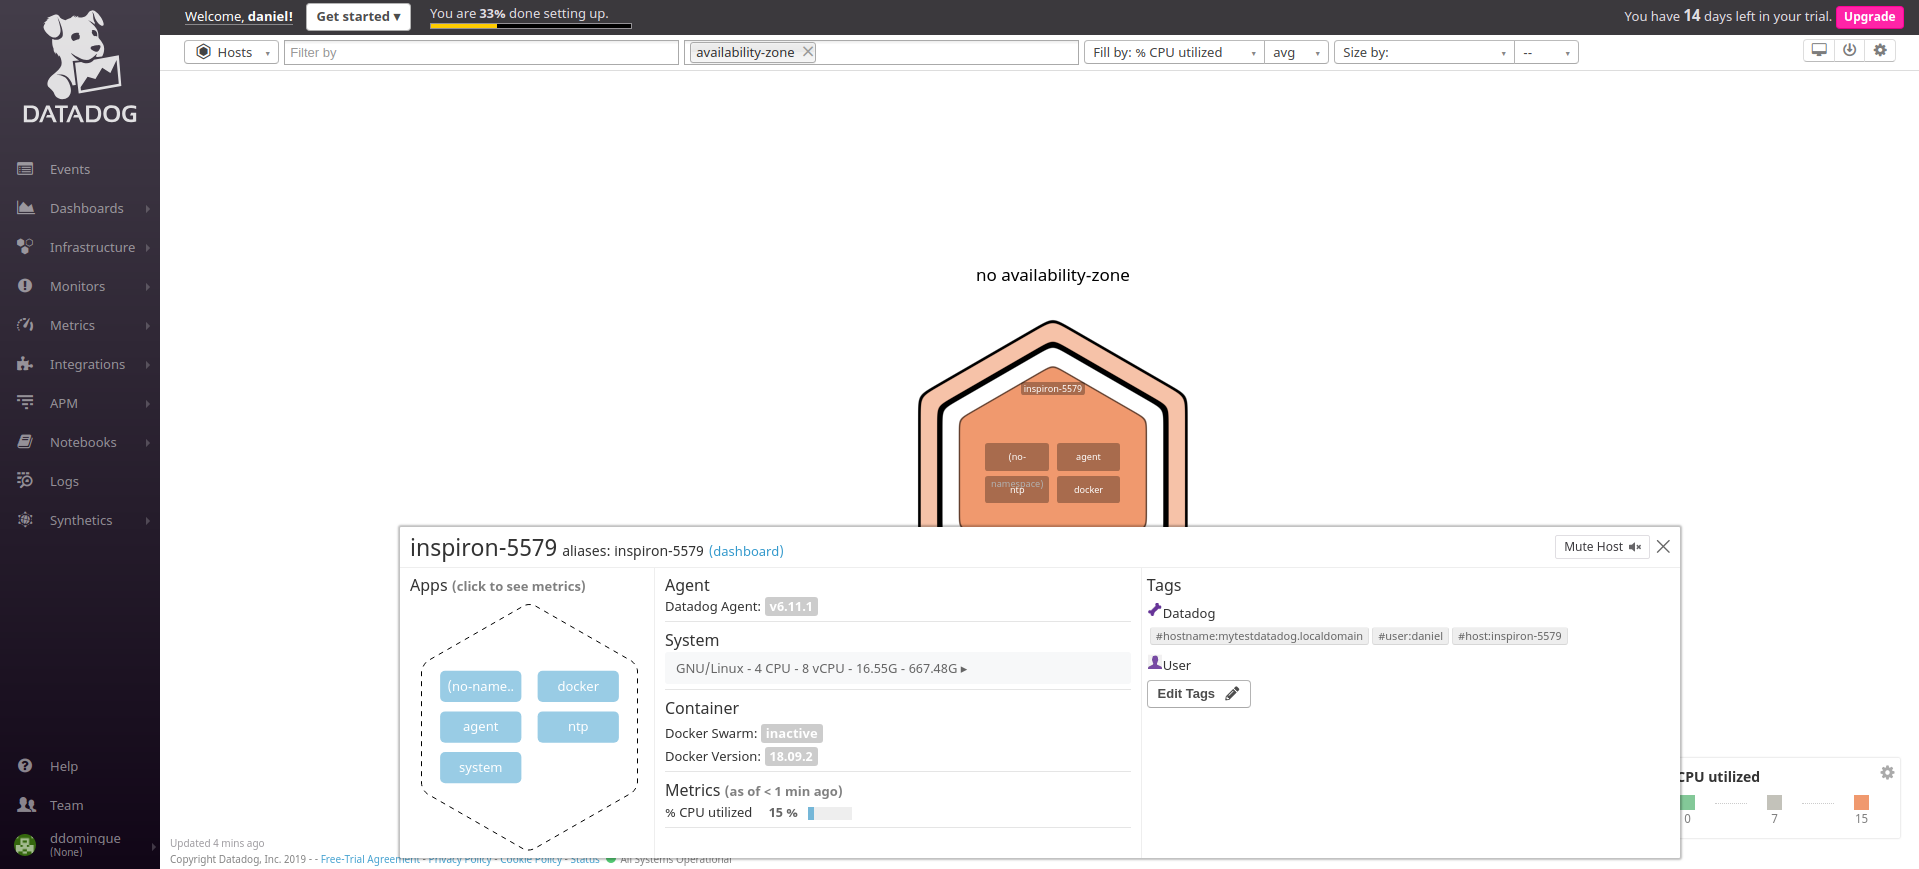 Welcome, daniel!
Get started ▾
You are 33% done setting up.
You have 14 days left in your trial.
Upgrade
DATADOG
Events
Dashboards
Infrastructure
Monitors
Metrics
Integrations
APM
Notebooks
Logs
Synthetics
Help
Team
ddomingue
(None)
Hosts
Filter by
availability-zone
Fill by: % CPU utilized
avg
Size by:
--
no availability-zone
inspiron-5579
(no-
namespace)
agent
ntp
docker
inspiron-5579 aliases: inspiron-5579 (dashboard)
Mute Host
Apps (click to see metrics)
(no-name..
docker
agent
ntp
system
Agent
Datadog Agent: v6.11.1
System
GNU/Linux - 4 CPU - 8 vCPU - 16.55G - 667.48G ▸
Container
Docker Swarm: inactive
Docker Version: 18.09.2
Metrics (as of < 1 min ago)
% CPU utilized 15 %
Tags
Datadog
#hostname:mytestdatadog.localdomain #user:daniel #host:inspiron-5579
User
Edit Tags
CPU utilized
0 7 15
Updated 4 mins ago
Copyright Datadog, Inc. 2019 - - Free-Trial Agreement - Privacy Policy - Cookie Policy - Status All Systems Operational